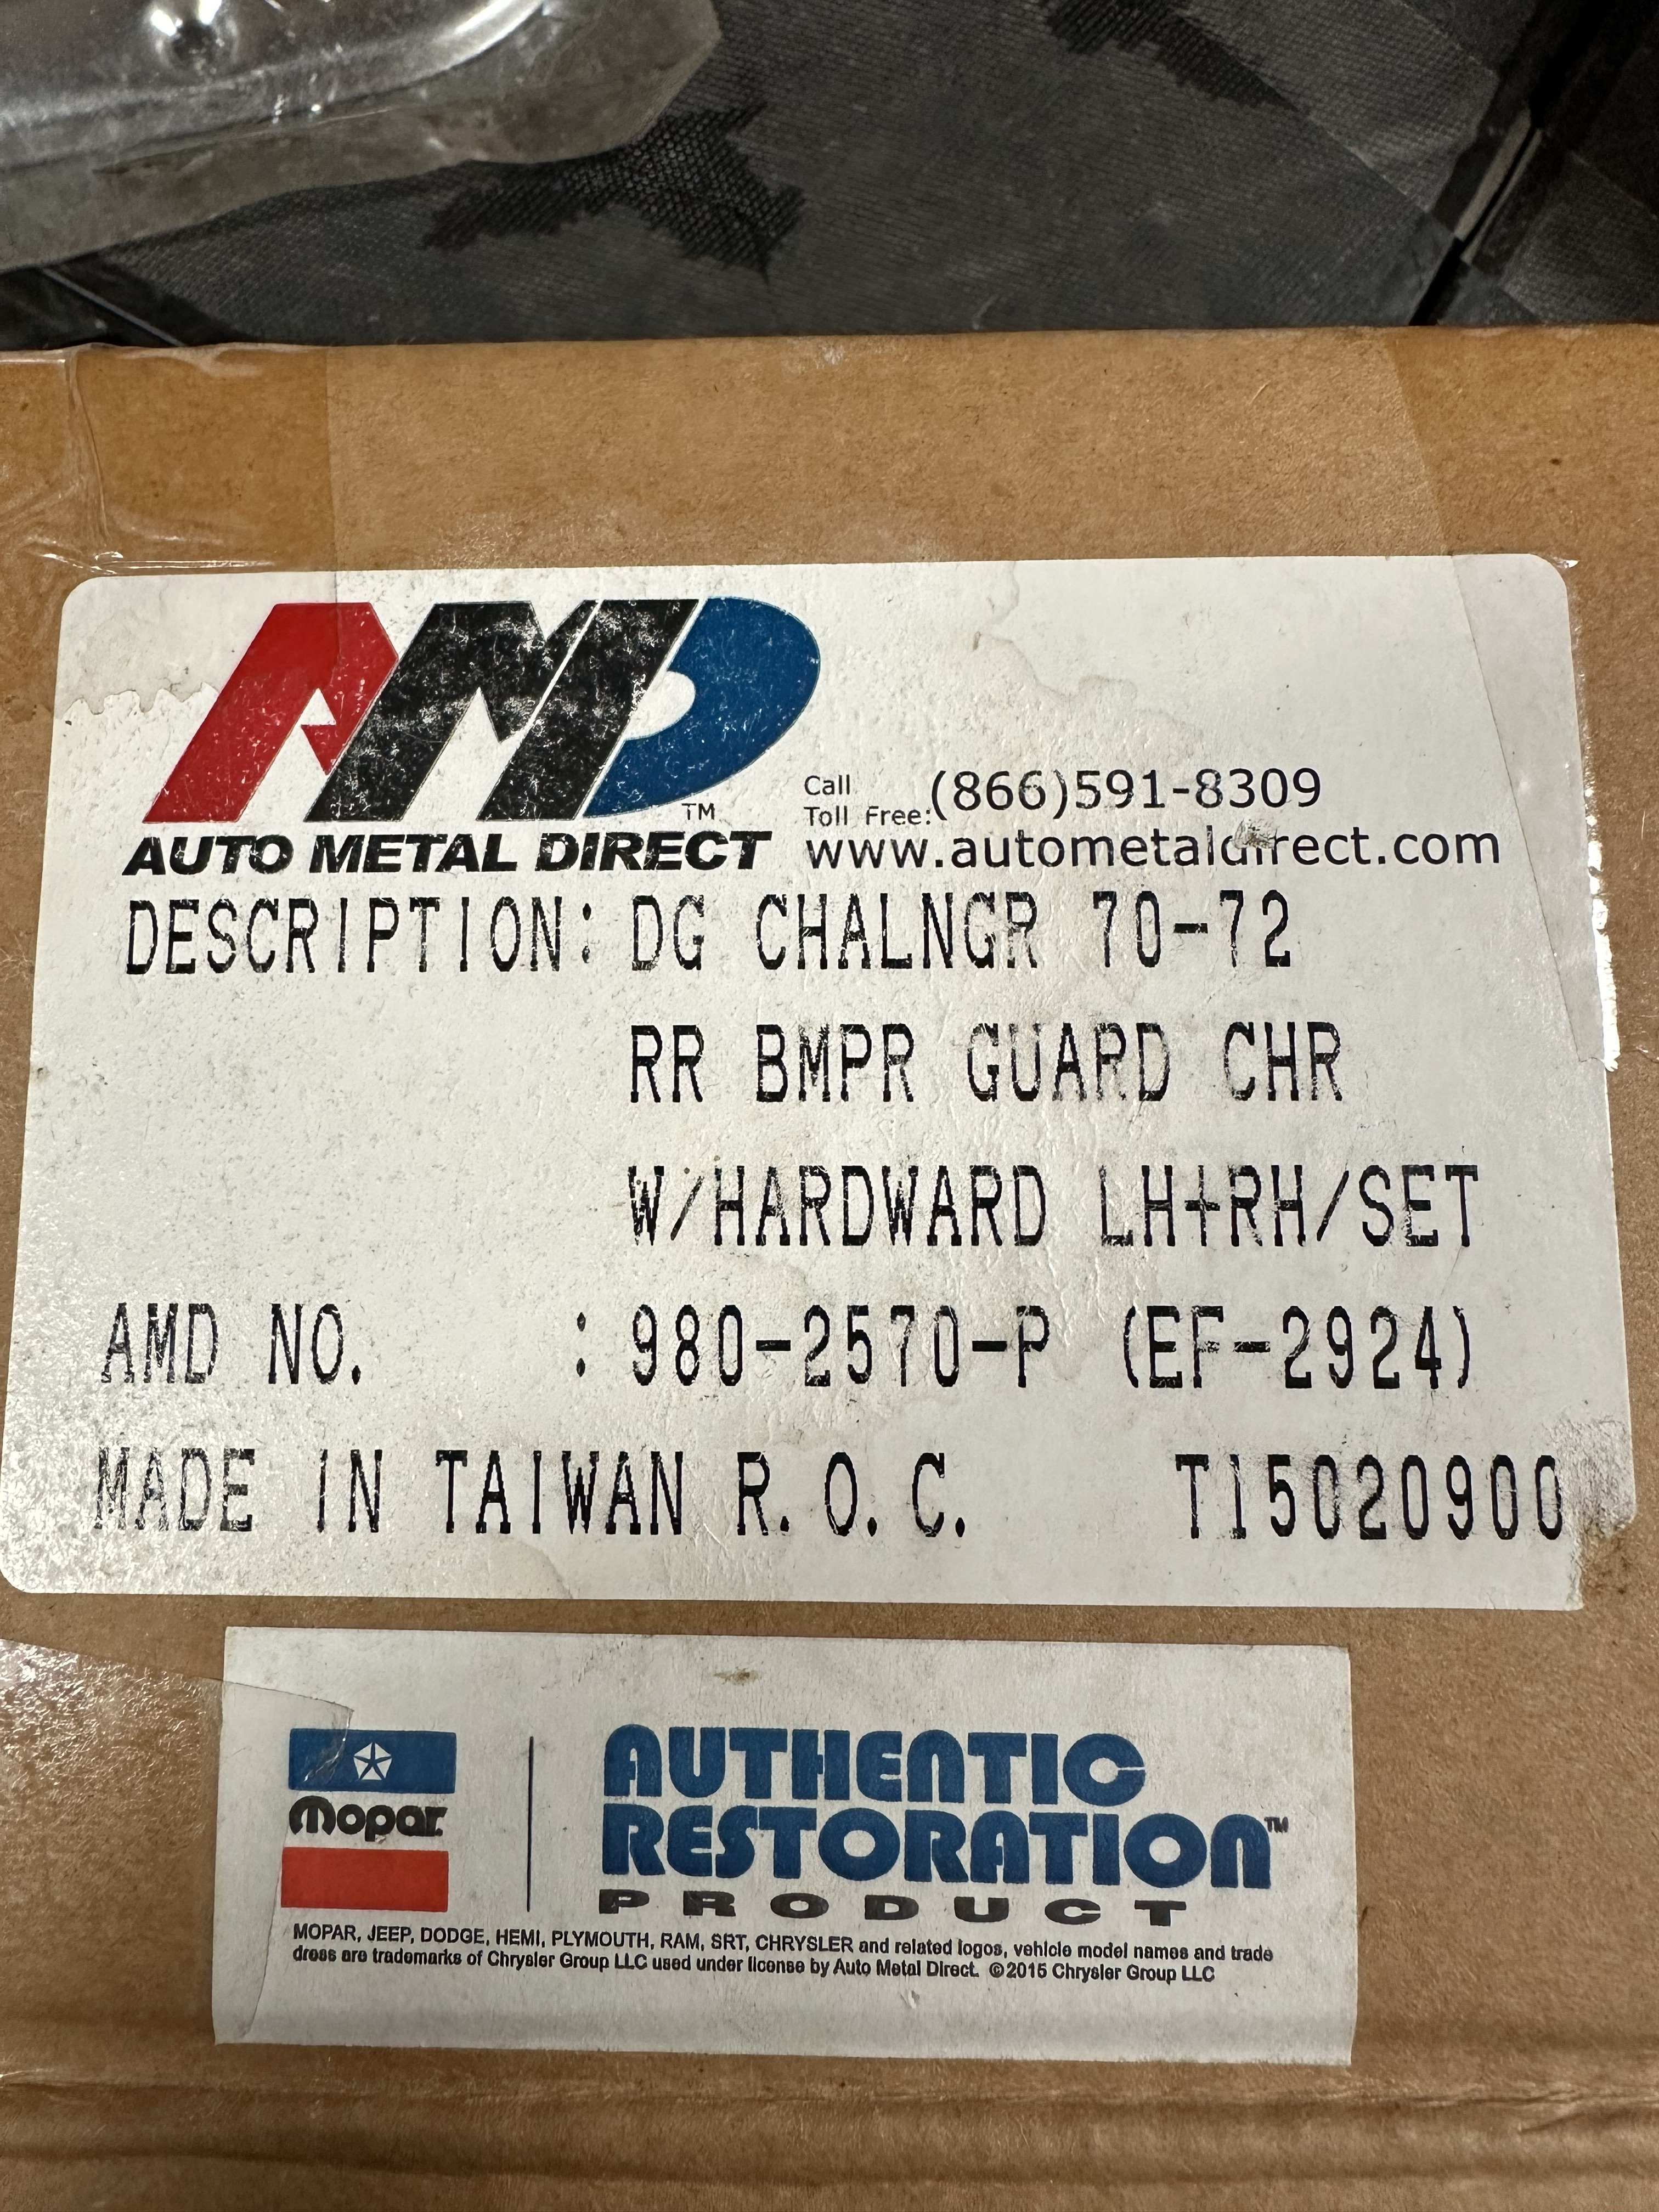 AMD™
AUTO METAL DIRECT
Call
Toll Free: (866)591-8309
www.autometaldirect.com
DESCRIPTION: DG CHALNGR 70-72
RR BMPR GUARD CHR
W/HARDWARD LH+RH/SET
AMD NO. : 980-2570-P (EF-2924)
MADE IN TAIWAN R.O.C. T15020900
Mopar
AUTHENTIC
RESTORATION™
PRODUCT
MOPAR, JEEP, DODGE, HEMI, PLYMOUTH, RAM, SRT, CHRYSLER and related logos, vehicle model names and trade
dress are trademarks of Chrysler Group LLC used under license by Auto Metal Direct. ©2015 Chrysler Group LLC